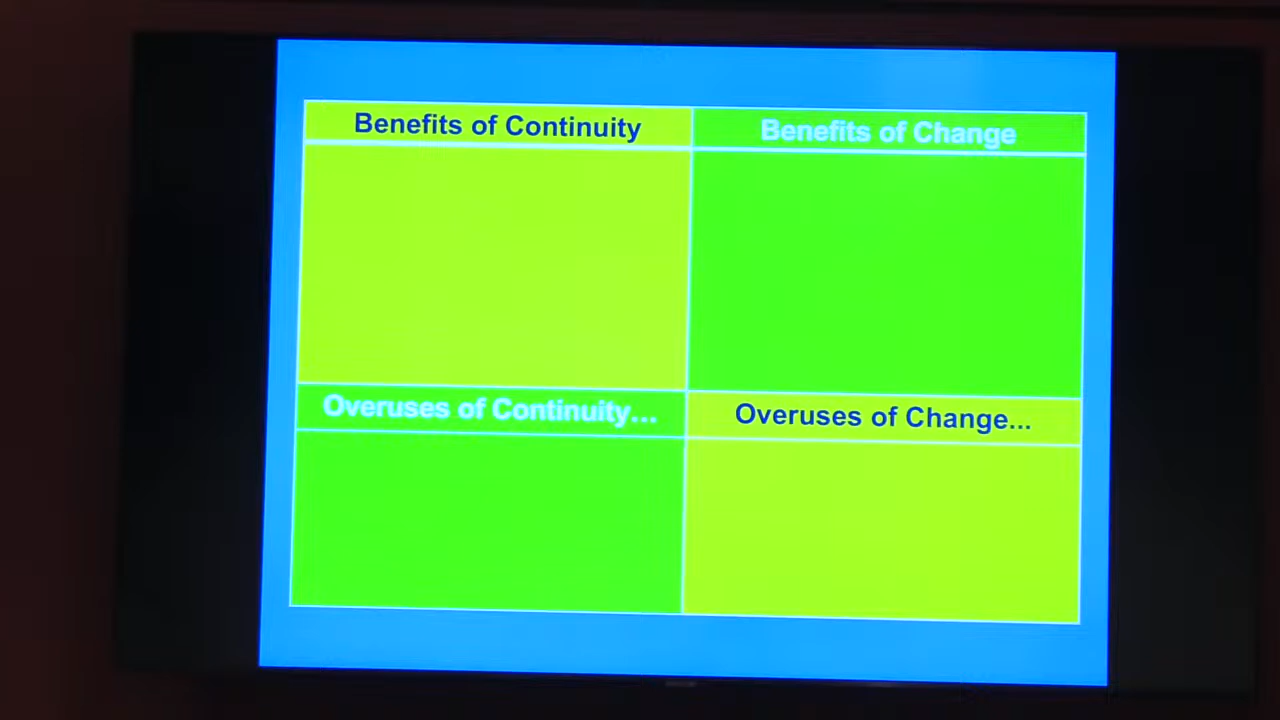 Benefits of Continuity
Benefits of Change
Overuses of Continuity...
Overuses of Change...